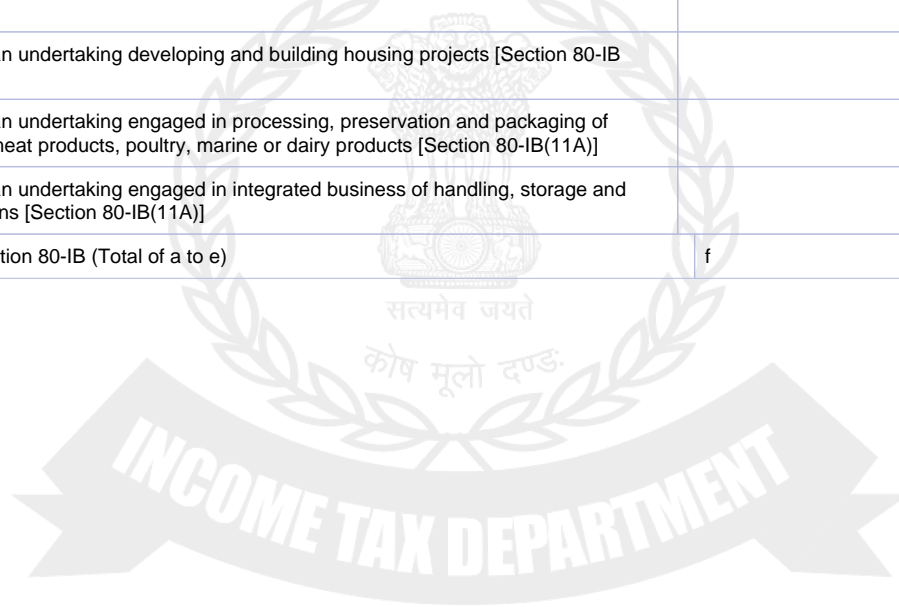 n undertaking developing and building housing projects [Section 80-IB
n undertaking engaged in processing, preservation and packaging of
neat products, poultry, marine or dairy products [Section 80-IB(11A)]
n undertaking engaged in integrated business of handling, storage and
ns [Section 80-IB(11A)]
tion 80-IB (Total of a to e) f
सत्यमेव जयते
कोष मूलो दण्डः
INCOME TAX DEPARTMENT